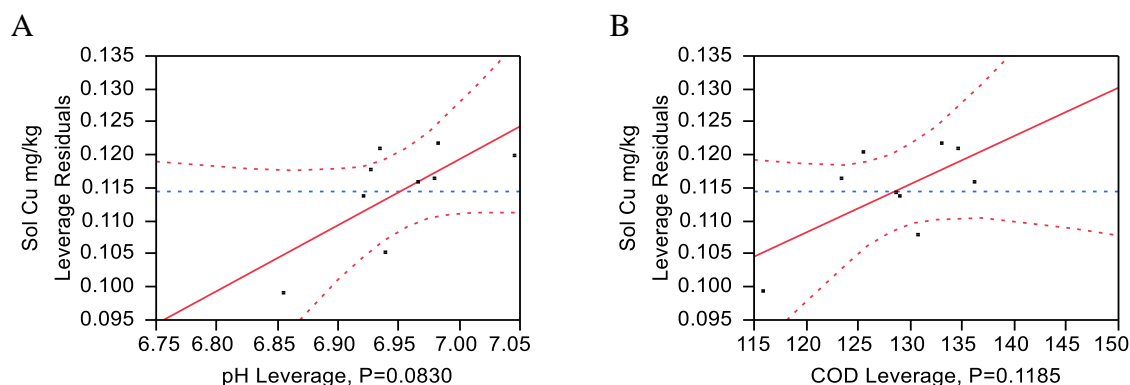 A
Sol Cu mg/kg
Leverage Residuals
0.135
0.130
0.125
0.120
0.115
0.110
0.105
0.100
0.095
6.75 6.80 6.85 6.90 6.95 7.00 7.05
pH Leverage, P=0.0830
B
Sol Cu mg/kg
Leverage Residuals
0.135
0.130
0.125
0.120
0.115
0.110
0.105
0.100
0.095
115 120 125 130 135 140 145 150
COD Leverage, P=0.1185